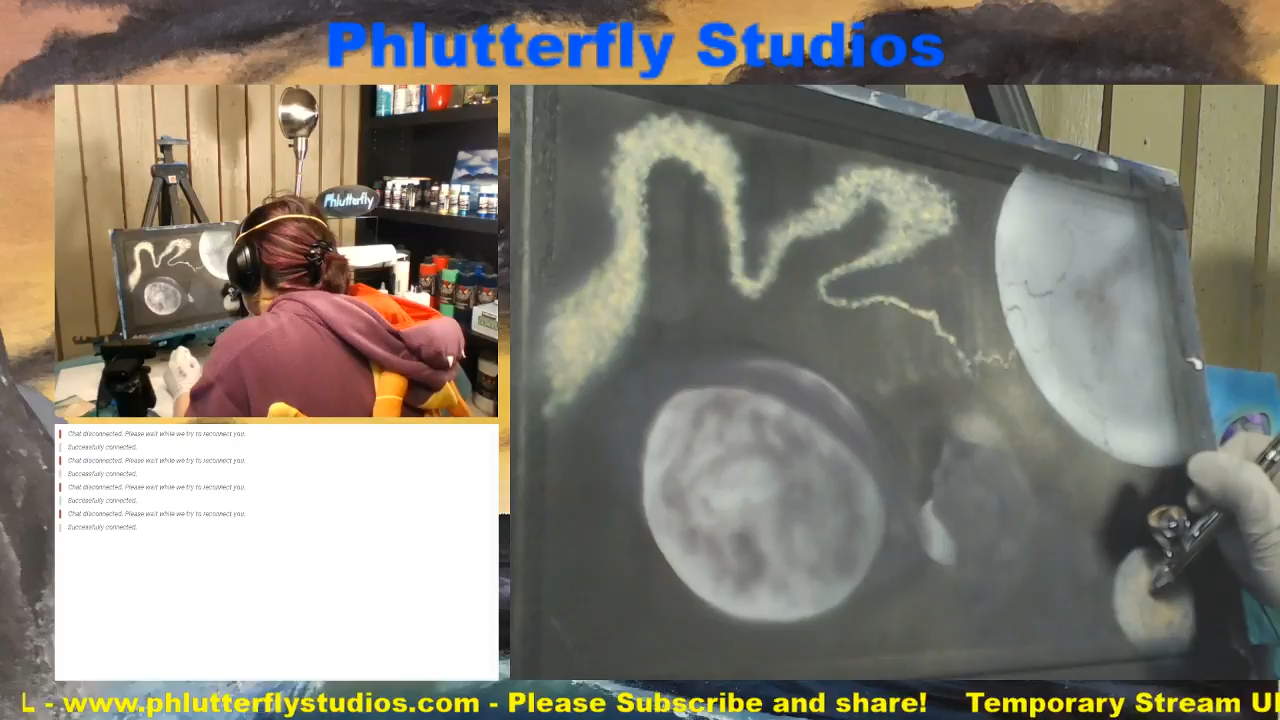 Phlutterfly Studios
Phlutterfly
Chat disconnected. Please wait while we try to reconnect you.
Successfully connected.
Chat disconnected. Please wait while we try to reconnect you.
Successfully connected.
Chat disconnected. Please wait while we try to reconnect you.
Successfully connected.
Chat disconnected. Please wait while we try to reconnect you.
Successfully connected.
L - www.phlutterflystudios.com - Please Subscribe and share! Temporary Stream U